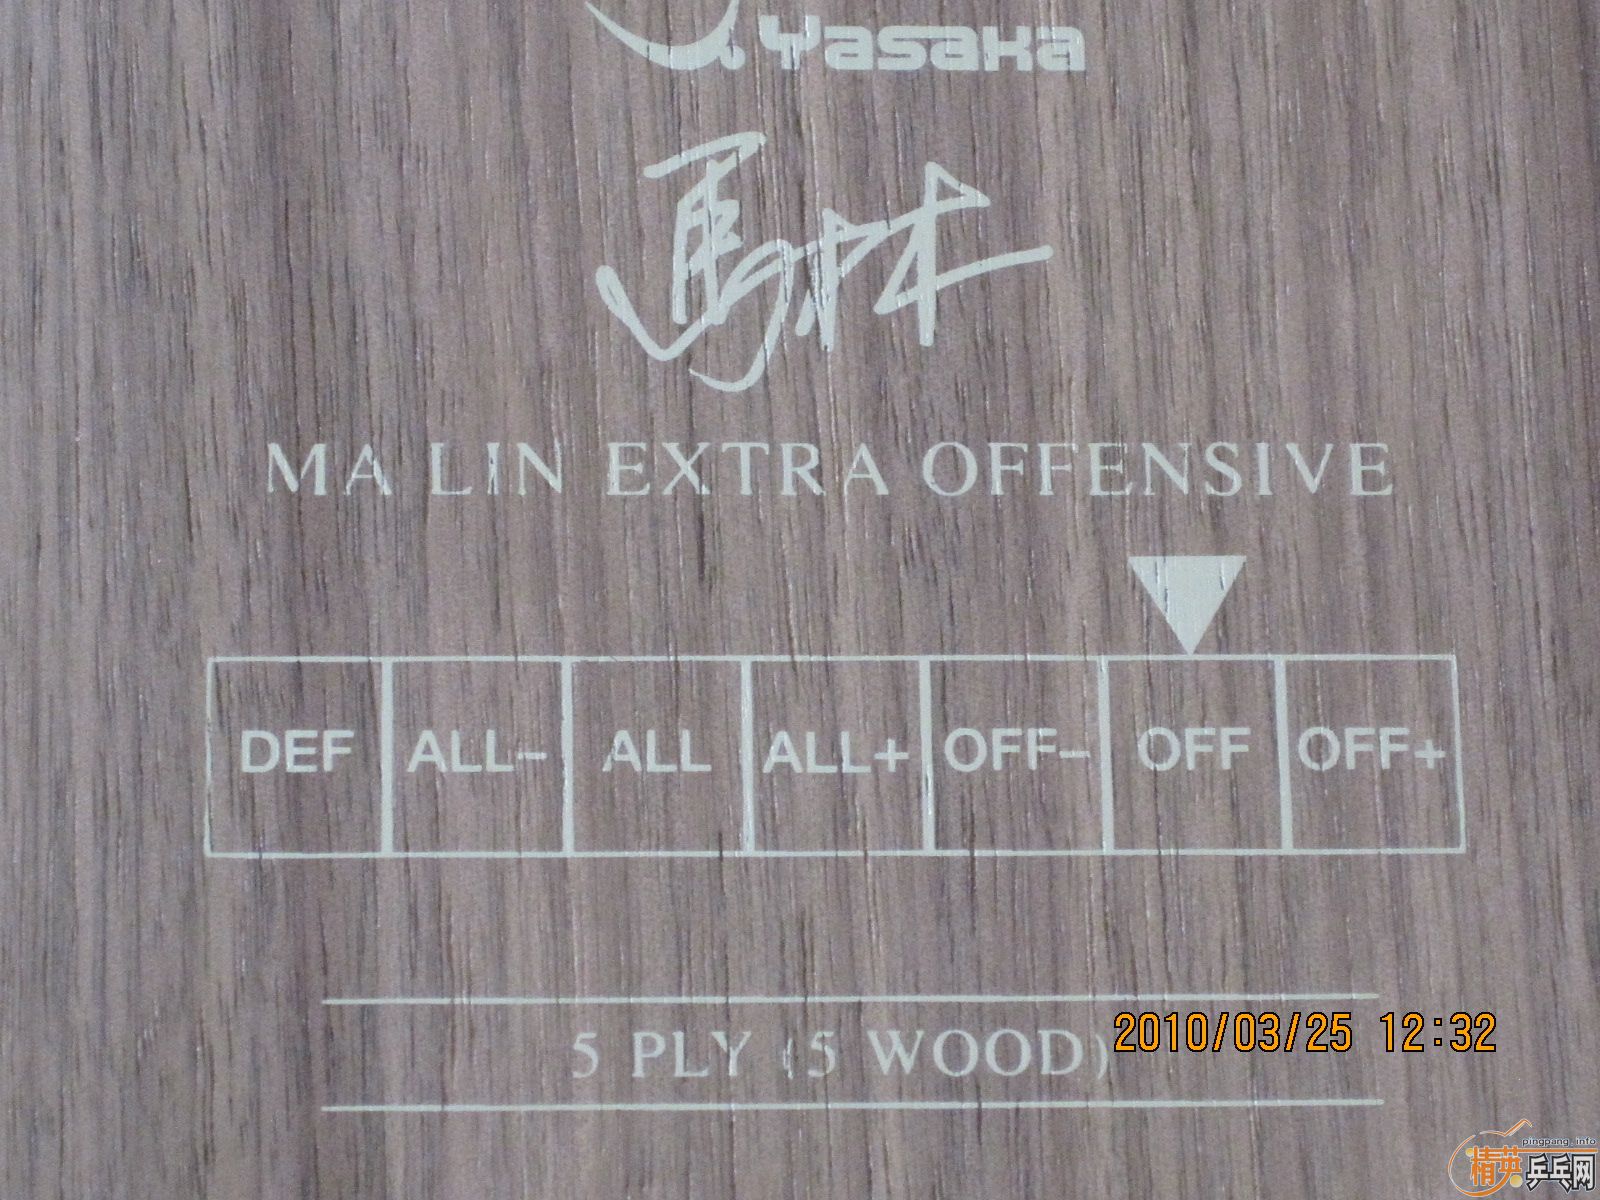 Yasaka
馬林
MA LIN EXTRA OFFENSIVE
DEF ALL- ALL ALL+ OFF- OFF OFF+
5 PLY (5 WOOD)
2010/03/25 12:32
pingpang.info
精英乒乓网